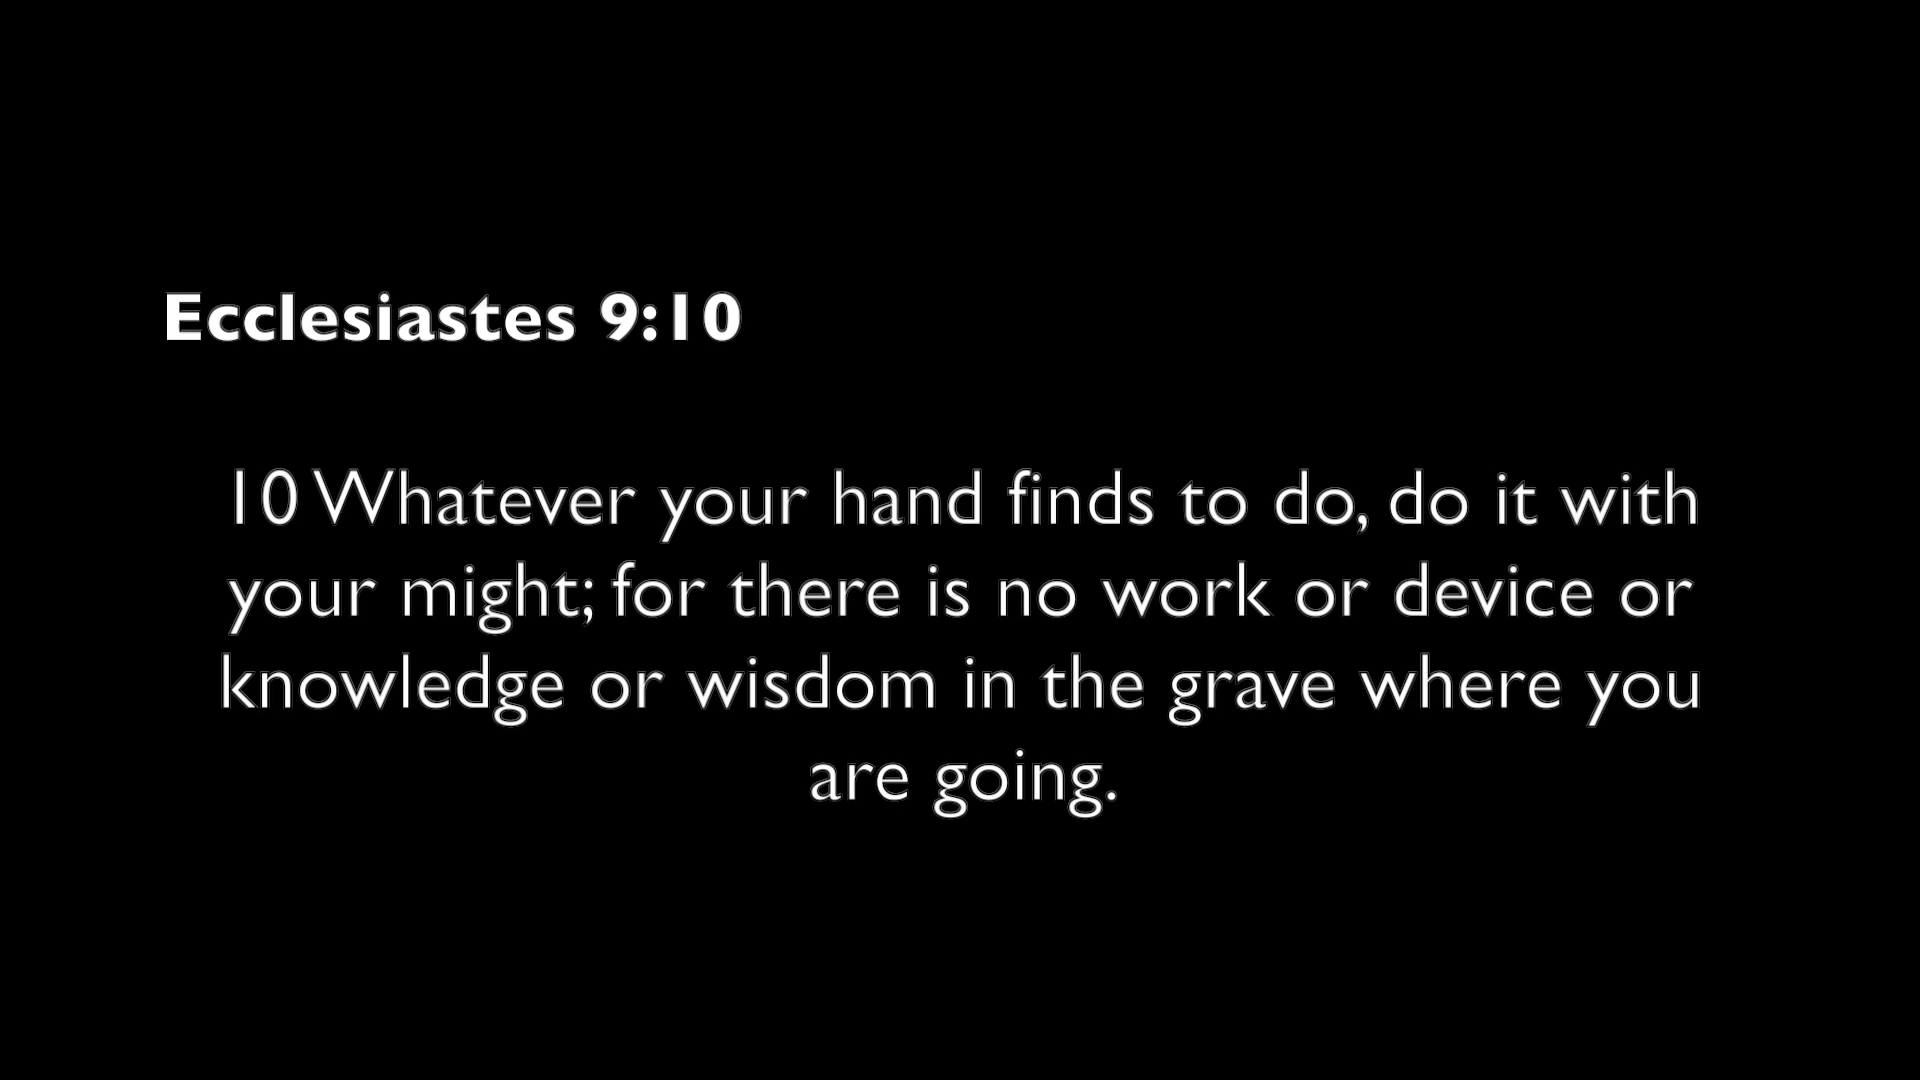 Ecclesiastes 9:10
10 Whatever your hand finds to do, do it with
your might; for there is no work or device or
knowledge or wisdom in the grave where you
are going.